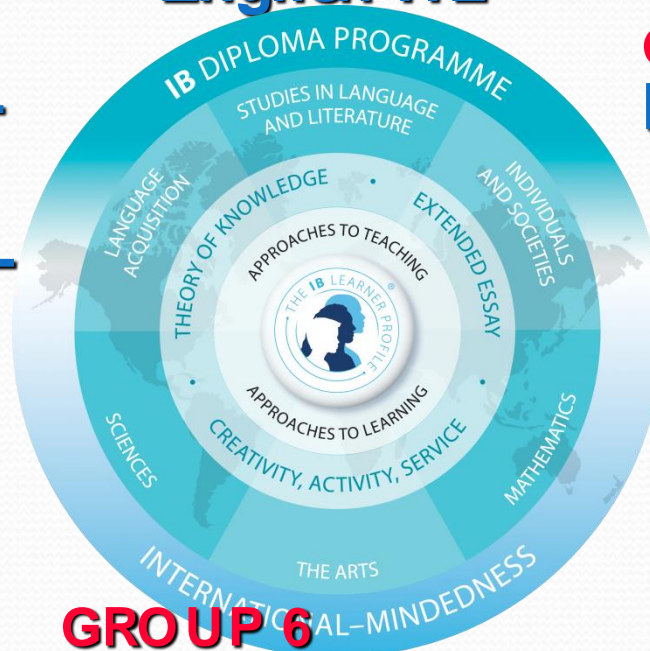 English HL
IB DIPLOMA PROGRAMME
STUDIES IN LANGUAGE
AND LITERATURE
LANGUAGE
ACQUISITION
INDIVIDUALS
AND SOCIETIES
THEORY OF KNOWLEDGE
EXTENDED ESSAY
APPROACHES TO TEACHING
THE IB LEARNER PROFILE ®
APPROACHES TO LEARNING
CREATIVITY, ACTIVITY, SERVICE
SCIENCES
MATHEMATICS
THE ARTS
INTERNATIONAL–MINDEDNESS
GROUP 6